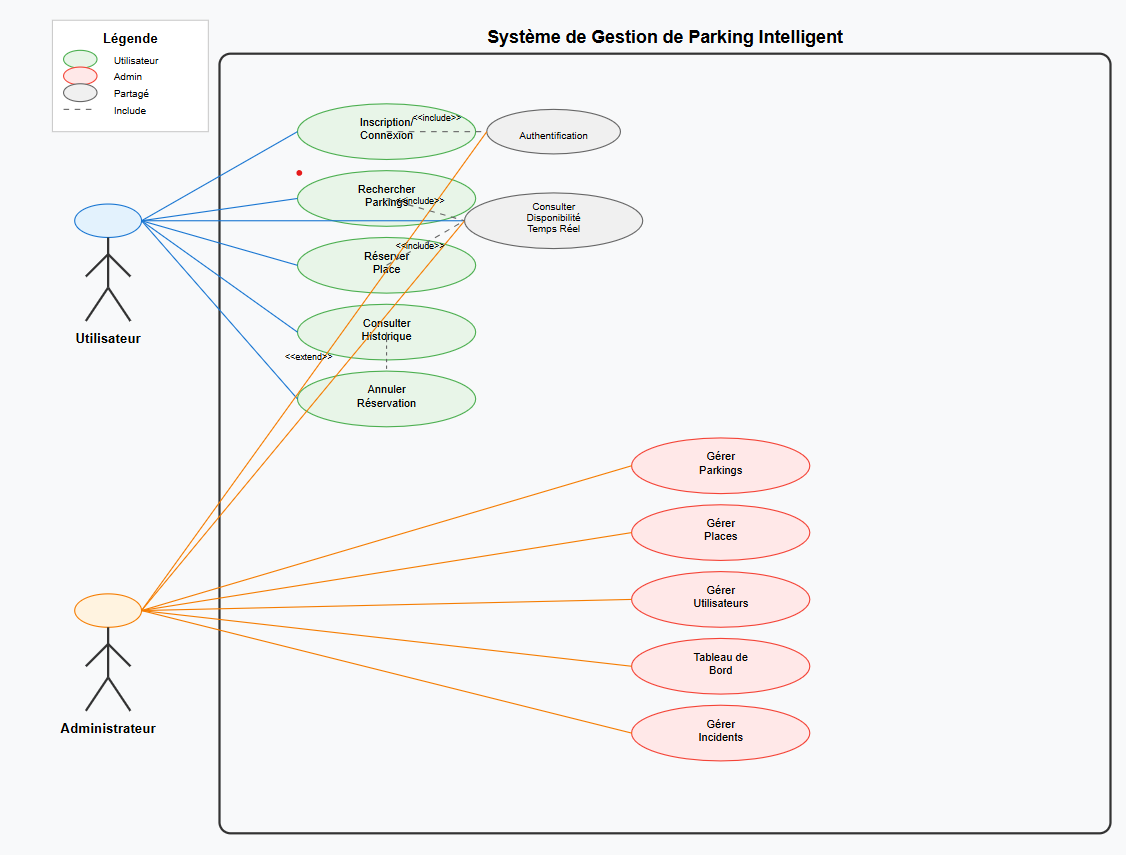 Système de Gestion de Parking Intelligent
Légende
Utilisateur
Admin
Partagé
Include
Inscription/
Connexion
<<include>>
Authentification
Rechercher
Parkings
<<include>>
Consulter
Disponibilité
Temps Réel
<<include>>
Réserver
Place
Consulter
Historique
<<extend>>
Annuler
Réservation
Utilisateur
Gérer
Parkings
Gérer
Places
Gérer
Utilisateurs
Tableau de
Bord
Gérer
Incidents
Administrateur